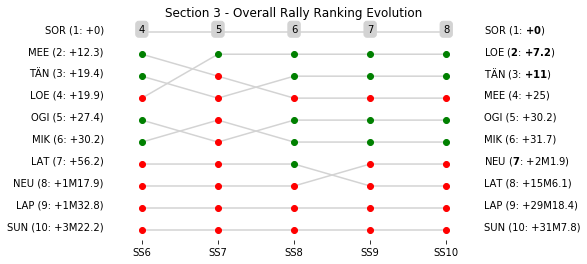 Section 3 - Overall Rally Ranking Evolution
4 5 6 7 8
SOR (1: +0) SOR (1: +0)
MEE (2: +12.3) LOE (2: +7.2)
TÄN (3: +19.4) TÄN (3: +11)
LOE (4: +19.9) MEE (4: +25)
OGI (5: +27.4) OGI (5: +30.2)
MIK (6: +30.2) MIK (6: +31.7)
LAT (7: +56.2) NEU (7: +2M1.9)
NEU (8: +1M17.9) LAT (8: +15M6.1)
LAP (9: +1M32.8) LAP (9: +29M18.4)
SUN (10: +3M22.2) SUN (10: +31M7.8)
SS6 SS7 SS8 SS9 SS10